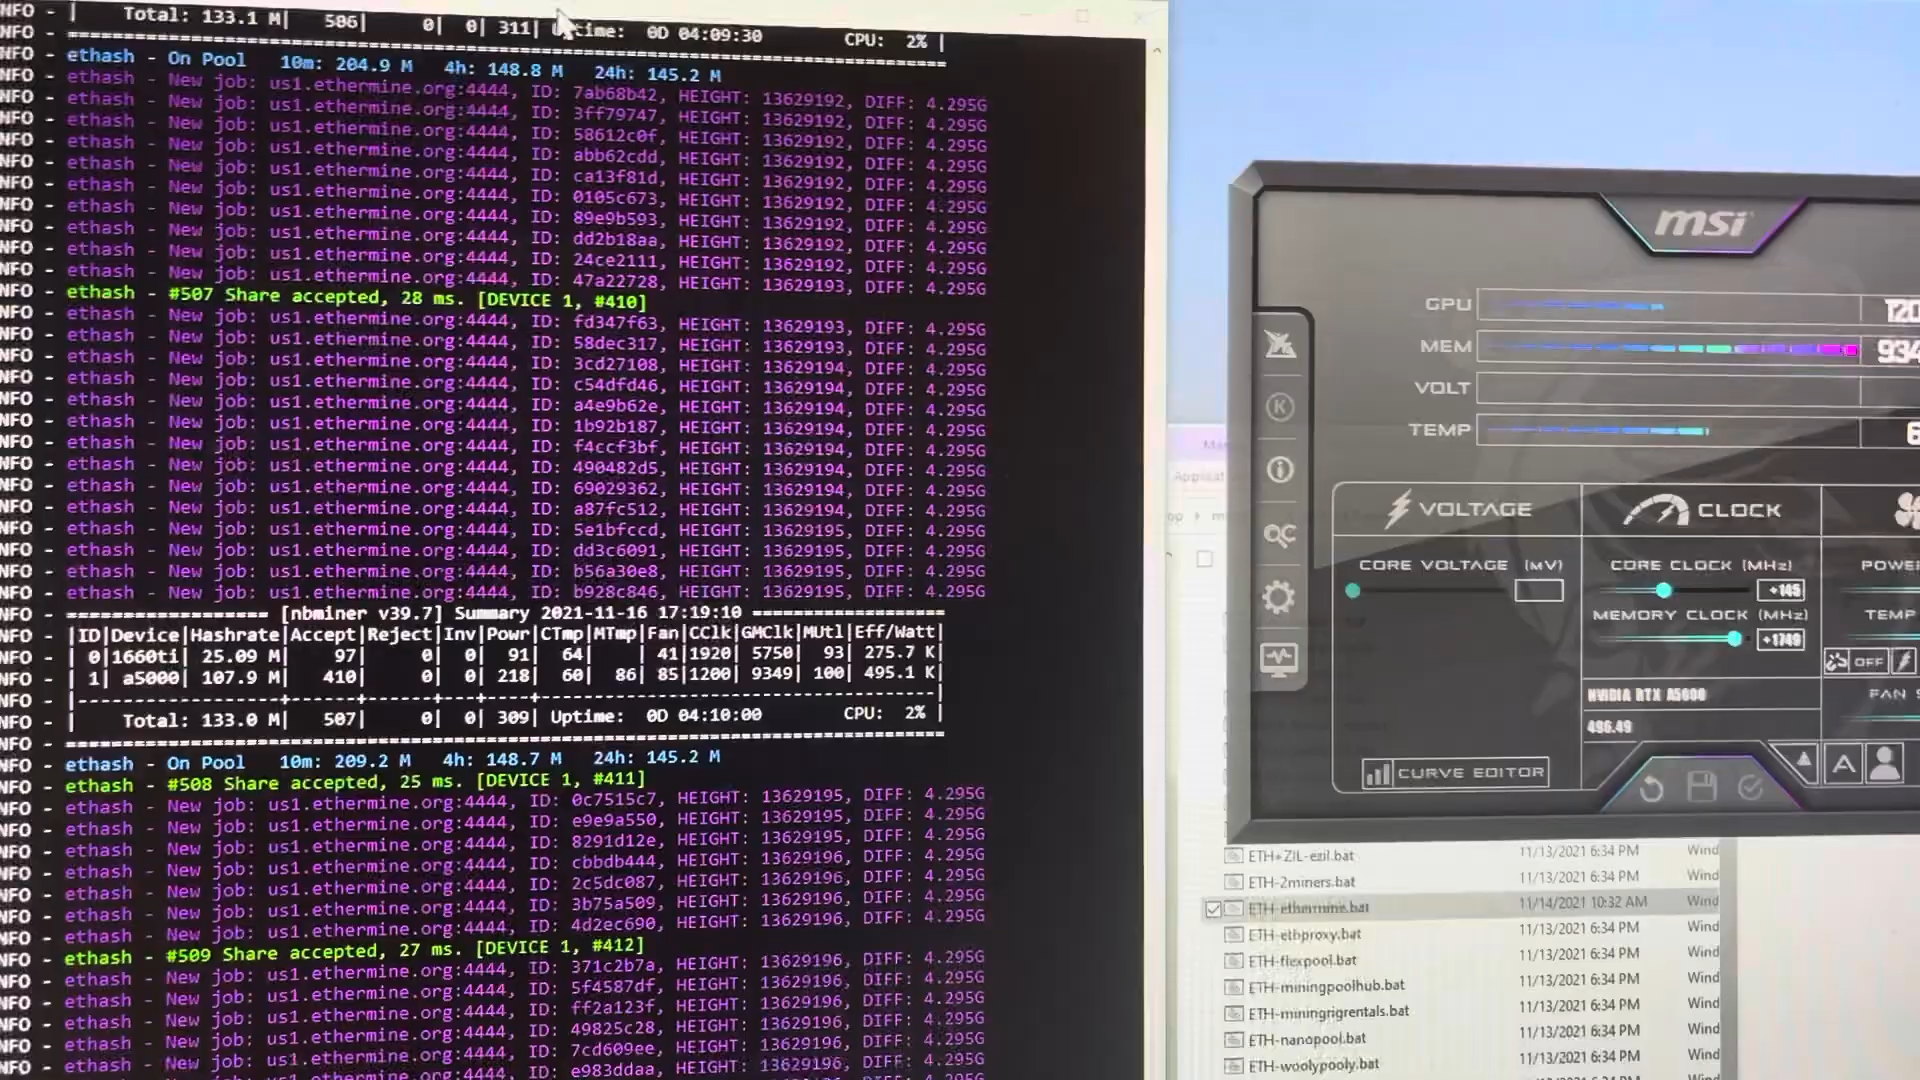 NFO - | Total: 133.1 M| 506| 0| 0| 311| Uptime: 0D 04:09:30 CPU: 2% |
NFO - ==================================================
NFO - ethash - On Pool 10m: 204.9 M 4h: 148.8 M 24h: 145.2 M
NFO - ethash - New job: us1.ethermine.org:4444, ID: 7ab68b42, HEIGHT: 13629192, DIFF: 4.295G
NFO - ethash - New job: us1.ethermine.org:4444, ID: 3ff79747, HEIGHT: 13629192, DIFF: 4.295G
NFO - ethash - New job: us1.ethermine.org:4444, ID: 58612c0f, HEIGHT: 13629192, DIFF: 4.295G
NFO - ethash - New job: us1.ethermine.org:4444, ID: abb62cdd, HEIGHT: 13629192, DIFF: 4.295G
NFO - ethash - New job: us1.ethermine.org:4444, ID: ca13f81d, HEIGHT: 13629192, DIFF: 4.295G
NFO - ethash - New job: us1.ethermine.org:4444, ID: 0105c673, HEIGHT: 13629192, DIFF: 4.295G
NFO - ethash - New job: us1.ethermine.org:4444, ID: 89e9b593, HEIGHT: 13629192, DIFF: 4.295G
NFO - ethash - New job: us1.ethermine.org:4444, ID: dd2b18aa, HEIGHT: 13629192, DIFF: 4.295G
NFO - ethash - New job: us1.ethermine.org:4444, ID: 24ce2111, HEIGHT: 13629192, DIFF: 4.295G
NFO - ethash - New job: us1.ethermine.org:4444, ID: 47a22728, HEIGHT: 13629193, DIFF: 4.295G
NFO - ethash - #507 Share accepted, 28 ms. [DEVICE 1, #410]
NFO - ethash - New job: us1.ethermine.org:4444, ID: fd347f63, HEIGHT: 13629193, DIFF: 4.295G
NFO - ethash - New job: us1.ethermine.org:4444, ID: 58dec317, HEIGHT: 13629193, DIFF: 4.295G
NFO - ethash - New job: us1.ethermine.org:4444, ID: 3cd27108, HEIGHT: 13629194, DIFF: 4.295G
NFO - ethash - New job: us1.ethermine.org:4444, ID: c54dfd46, HEIGHT: 13629194, DIFF: 4.295G
NFO - ethash - New job: us1.ethermine.org:4444, ID: a4e9b62e, HEIGHT: 13629194, DIFF: 4.295G
NFO - ethash - New job: us1.ethermine.org:4444, ID: 1b92b187, HEIGHT: 13629194, DIFF: 4.295G
NFO - ethash - New job: us1.ethermine.org:4444, ID: f4ccf3bf, HEIGHT: 13629194, DIFF: 4.295G
NFO - ethash - New job: us1.ethermine.org:4444, ID: 490482d5, HEIGHT: 13629194, DIFF: 4.295G
NFO - ethash - New job: us1.ethermine.org:4444, ID: 69029362, HEIGHT: 13629194, DIFF: 4.295G
NFO - ethash - New job: us1.ethermine.org:4444, ID: a87fc512, HEIGHT: 13629194, DIFF: 4.295G
NFO - ethash - New job: us1.ethermine.org:4444, ID: 5e1bfccd, HEIGHT: 13629195, DIFF: 4.295G
NFO - ethash - New job: us1.ethermine.org:4444, ID: dd3c6091, HEIGHT: 13629195, DIFF: 4.295G
NFO - ethash - New job: us1.ethermine.org:4444, ID: b56a30e8, HEIGHT: 13629195, DIFF: 4.295G
NFO - ethash - New job: us1.ethermine.org:4444, ID: b928c846, HEIGHT: 13629195, DIFF: 4.295G
NFO - =================== [nbminer v39.7] Summary 2021-11-16 17:19:10 ==================
NFO - |ID|Device|Hashrate|Accept|Reject|Inv|Powr|CTmp|MTmp|Fan|CClk|GMClk|MUtl|Eff/Watt|
NFO - | 0|1660ti| 25.09 M| 97| 0| 0| 91| 64| | 41|1920| 5750| 93| 275.7 K|
NFO - | 1| a5000| 107.9 M| 410| 0| 0| 218| 60| 86| 85|1200| 9349| 100| 495.1 K|
NFO - |------------------+------+------+---+----+-----------------------------|
NFO - | Total: 133.0 M| 507| 0| 0| 309| Uptime: 0D 04:10:00 CPU: 2% |
NFO - ==================================================
NFO - ethash - On Pool 10m: 209.2 M 4h: 148.7 M 24h: 145.2 M
NFO - ethash - #508 Share accepted, 25 ms. [DEVICE 1, #411]
NFO - ethash - New job: us1.ethermine.org:4444, ID: 0c7515c7, HEIGHT: 13629195, DIFF: 4.295G
NFO - ethash - New job: us1.ethermine.org:4444, ID: e9e9a550, HEIGHT: 13629195, DIFF: 4.295G
NFO - ethash - New job: us1.ethermine.org:4444, ID: 8291d12e, HEIGHT: 13629195, DIFF: 4.295G
NFO - ethash - New job: us1.ethermine.org:4444, ID: cbbdb444, HEIGHT: 13629196, DIFF: 4.295G
NFO - ethash - New job: us1.ethermine.org:4444, ID: 2c5dc087, HEIGHT: 13629196, DIFF: 4.295G
NFO - ethash - New job: us1.ethermine.org:4444, ID: 3b75a509, HEIGHT: 13629196, DIFF: 4.295G
NFO - ethash - New job: us1.ethermine.org:4444, ID: 4d2ec690, HEIGHT: 13629196, DIFF: 4.295G
NFO - ethash - #509 Share accepted, 27 ms. [DEVICE 1, #412]
NFO - ethash - New job: us1.ethermine.org:4444, ID: 371c2b7a, HEIGHT: 13629196, DIFF: 4.295G
NFO - ethash - New job: us1.ethermine.org:4444, ID: 5f4587df, HEIGHT: 13629196, DIFF: 4.295G
NFO - ethash - New job: us1.ethermine.org:4444, ID: ff2a123f, HEIGHT: 13629196, DIFF: 4.295G
NFO - ethash - New job: us1.ethermine.org:4444, ID: 49825c28, HEIGHT: 13629196, DIFF: 4.295G
NFO - ethash - New job: us1.ethermine.org:4444, ID: 7cd609ee, HEIGHT: 13629196, DIFF: 4.295G
NFO - ethash - New job: us1.ethermine.org:4444, ID: e983ddaa, HEIGHT: 13629196, DIFF: 4.295G
msi
GPU 120
MEM 934
VOLT
TEMP 6
VOLTAGE
CLOCK
CORE VOLTAGE (MV)
CORE CLOCK (MHz)
+145
MEMORY CLOCK (MHz)
+1749
POWE
TEMP
OFF
NVIDIA RTX A5000
496.49
FAN S
CURVE EDITOR
A
K
OC
Applicat
op
ETH+ZIL-ezil.bat 11/13/2021 6:34 PM Wind
ETH-2miners.bat 11/13/2021 6:34 PM Wind
ETH-ethermine.bat 11/14/2021 10:32 AM Wind
ETH-ethproxy.bat 11/13/2021 6:34 PM Wind
ETH-flexpool.bat 11/13/2021 6:34 PM Wind
ETH-miningpoolhub.bat 11/13/2021 6:34 PM Wind
ETH-miningrigrentals.bat 11/13/2021 6:34 PM Wind
ETH-nanopool.bat 11/13/2021 6:34 PM Wind
ETH-woolypooly.bat 11/13/2021 6:34 PM Wind